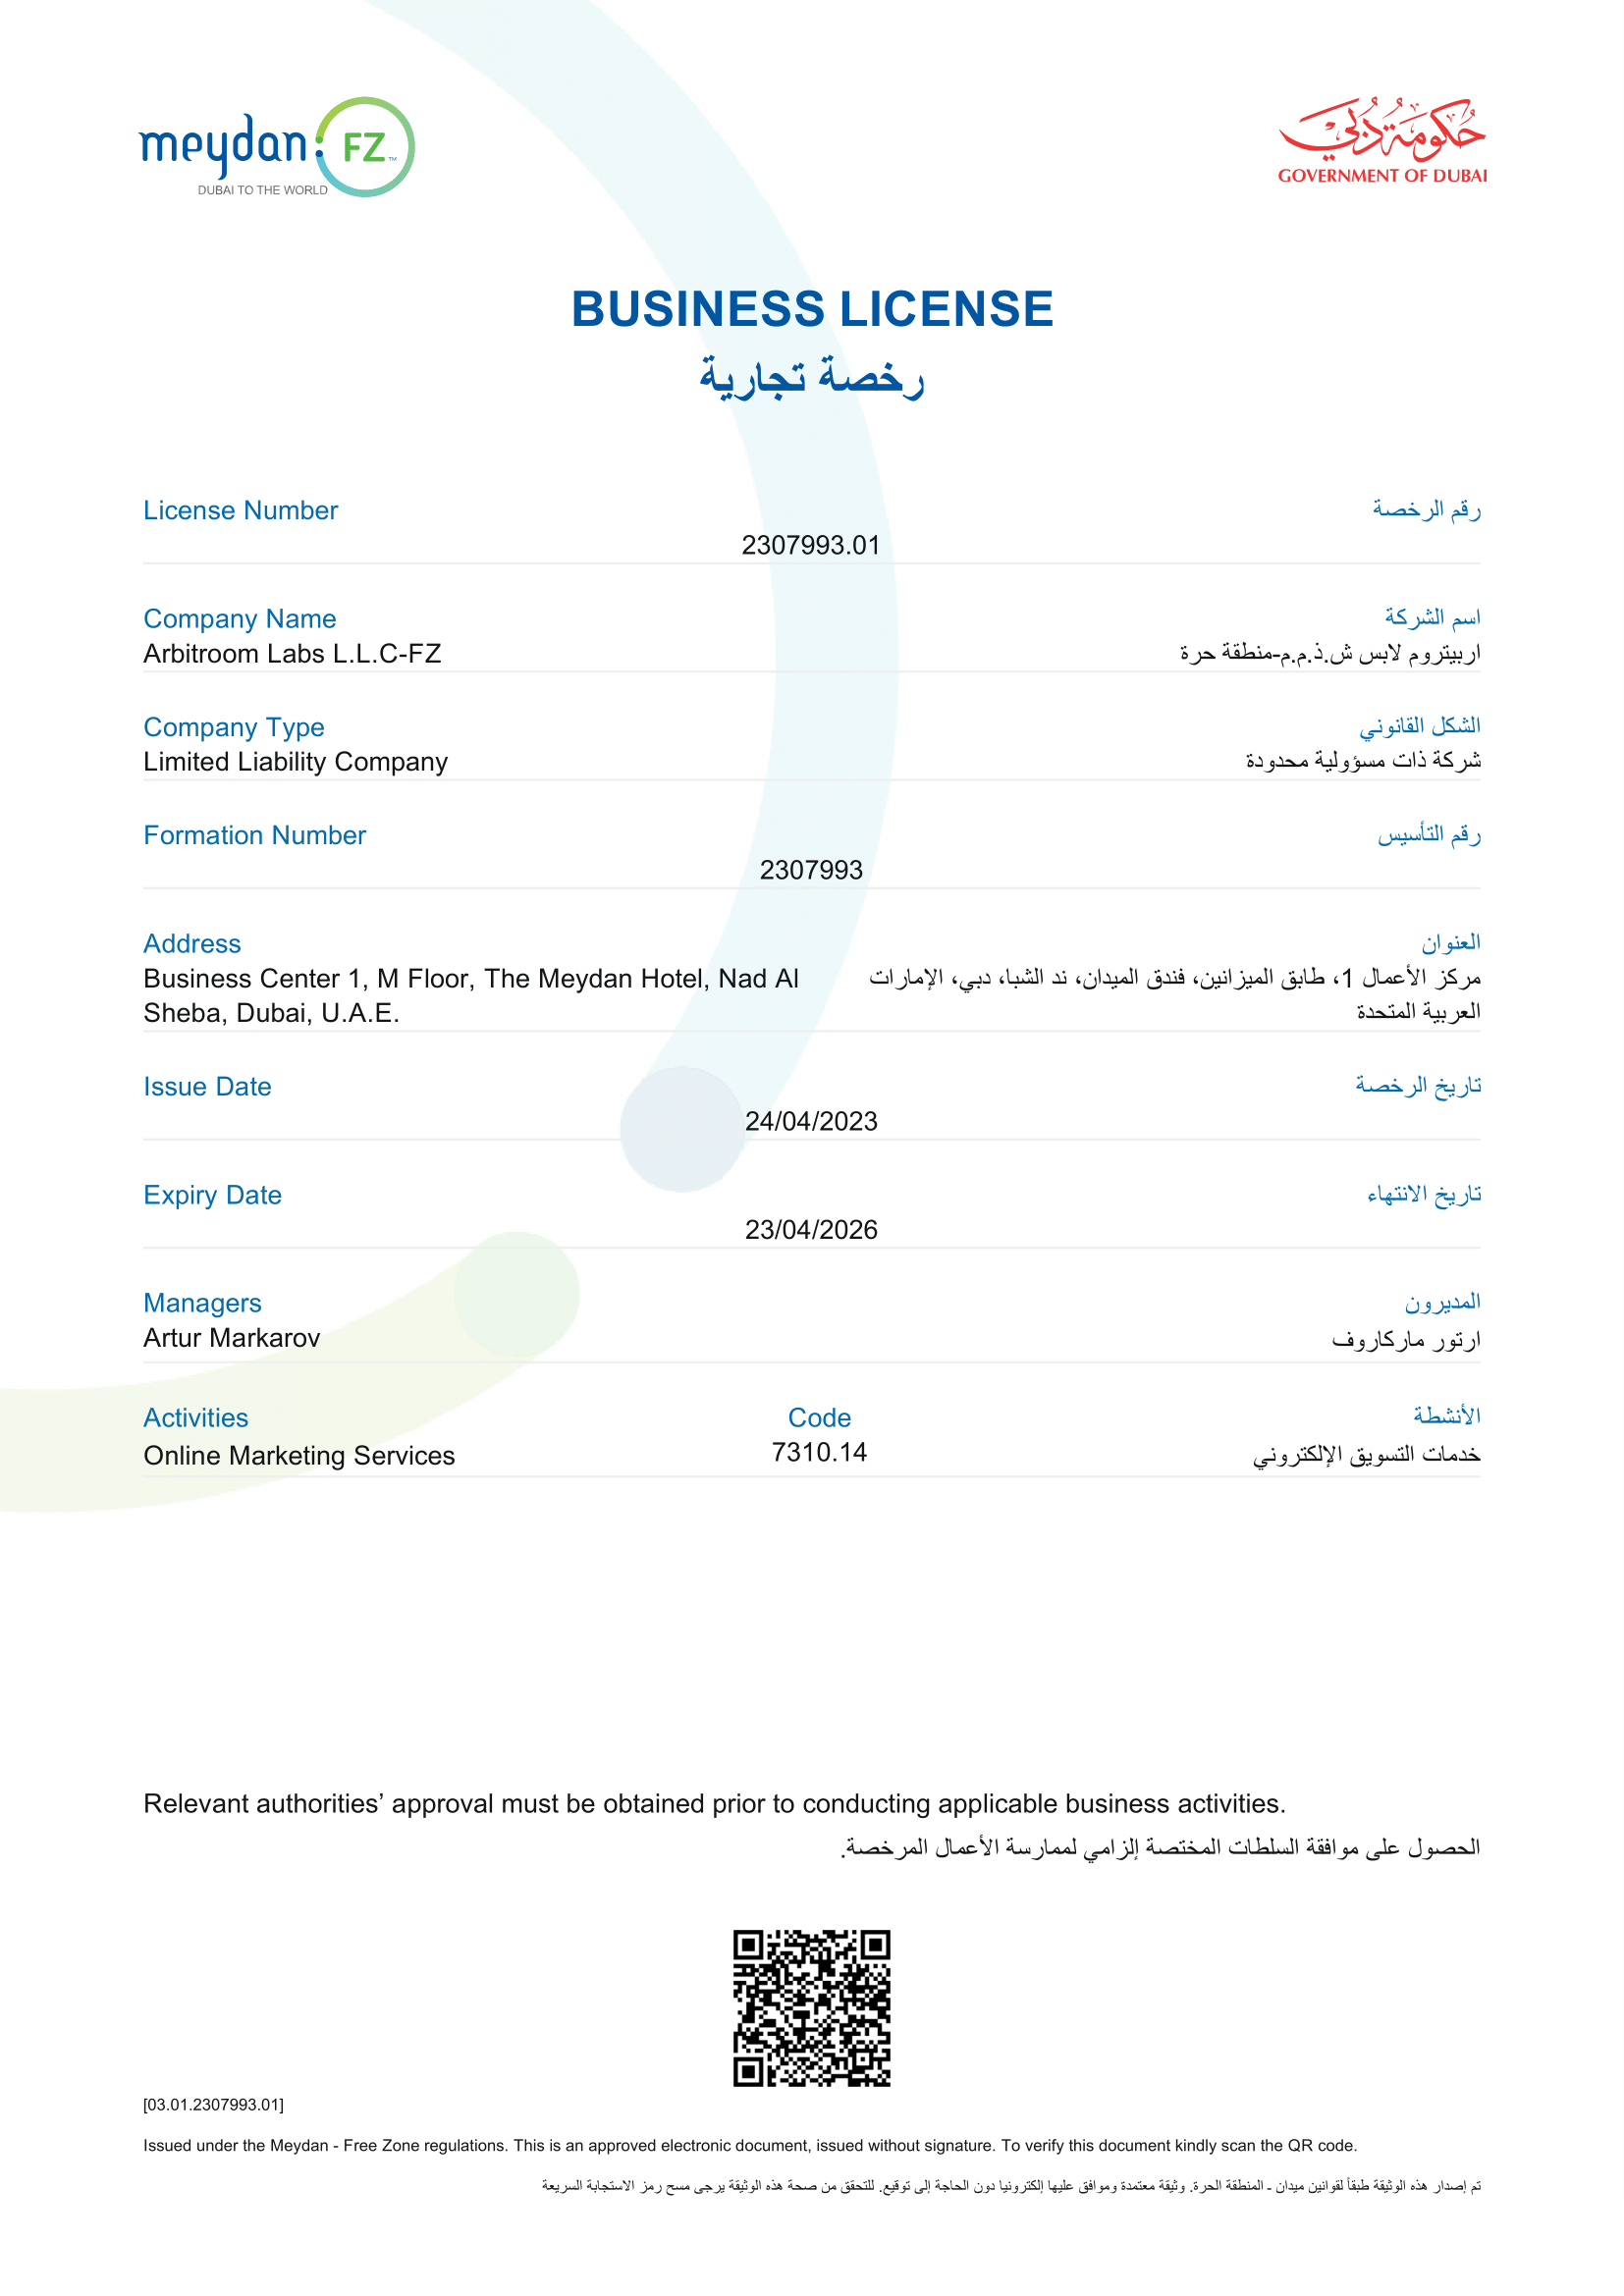 meydan FZ™
DUBAI TO THE WORLD
حكومة دبي
GOVERNMENT OF DUBAI
BUSINESS LICENSE
رخصة تجارية
License Number
رقم الرخصة
2307993.01
Company Name
اسم الشركة
Arbitroom Labs L.L.C-FZ
اربيتروم لابس ش.ذ.م.م-منطقة حرة
Company Type
الشكل القانوني
Limited Liability Company
شركة ذات مسؤولية محدودة
Formation Number
رقم التأسيس
2307993
Address
العنوان
Business Center 1, M Floor, The Meydan Hotel, Nad Al
Sheba, Dubai, U.A.E.
مركز الأعمال 1، طابق الميزانين، فندق الميدان، ند الشبا، دبي، الإمارات
العربية المتحدة
Issue Date
تاريخ الرخصة
24/04/2023
Expiry Date
تاريخ الانتهاء
23/04/2026
Managers
المديرون
Artur Markarov
ارتور ماركاروف
Activities
Code
الأنشطة
Online Marketing Services
7310.14
خدمات التسويق الإلكتروني
Relevant authorities’ approval must be obtained prior to conducting applicable business activities.
الحصول على موافقة السلطات المختصة إلزامي لممارسة الأعمال المرخصة.
[03.01.2307993.01]
Issued under the Meydan - Free Zone regulations. This is an approved electronic document, issued without signature. To verify this document kindly scan the QR code.
تم إصدار هذه الوثيقة طبقاً لقوانين ميدان - المنطقة الحرة. وثيقة معتمدة وموافق عليها إلكترونيا دون الحاجة إلى توقيع. للتحقق من صحة هذه الوثيقة يرجى مسح رمز الاستجابة السريعة